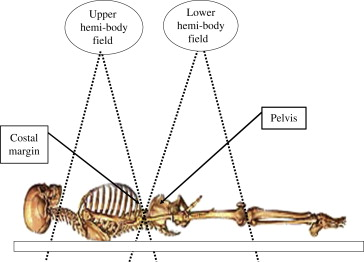 Upper
hemi-body
field
Lower
hemi-body
field
Pelvis
Costal
margin